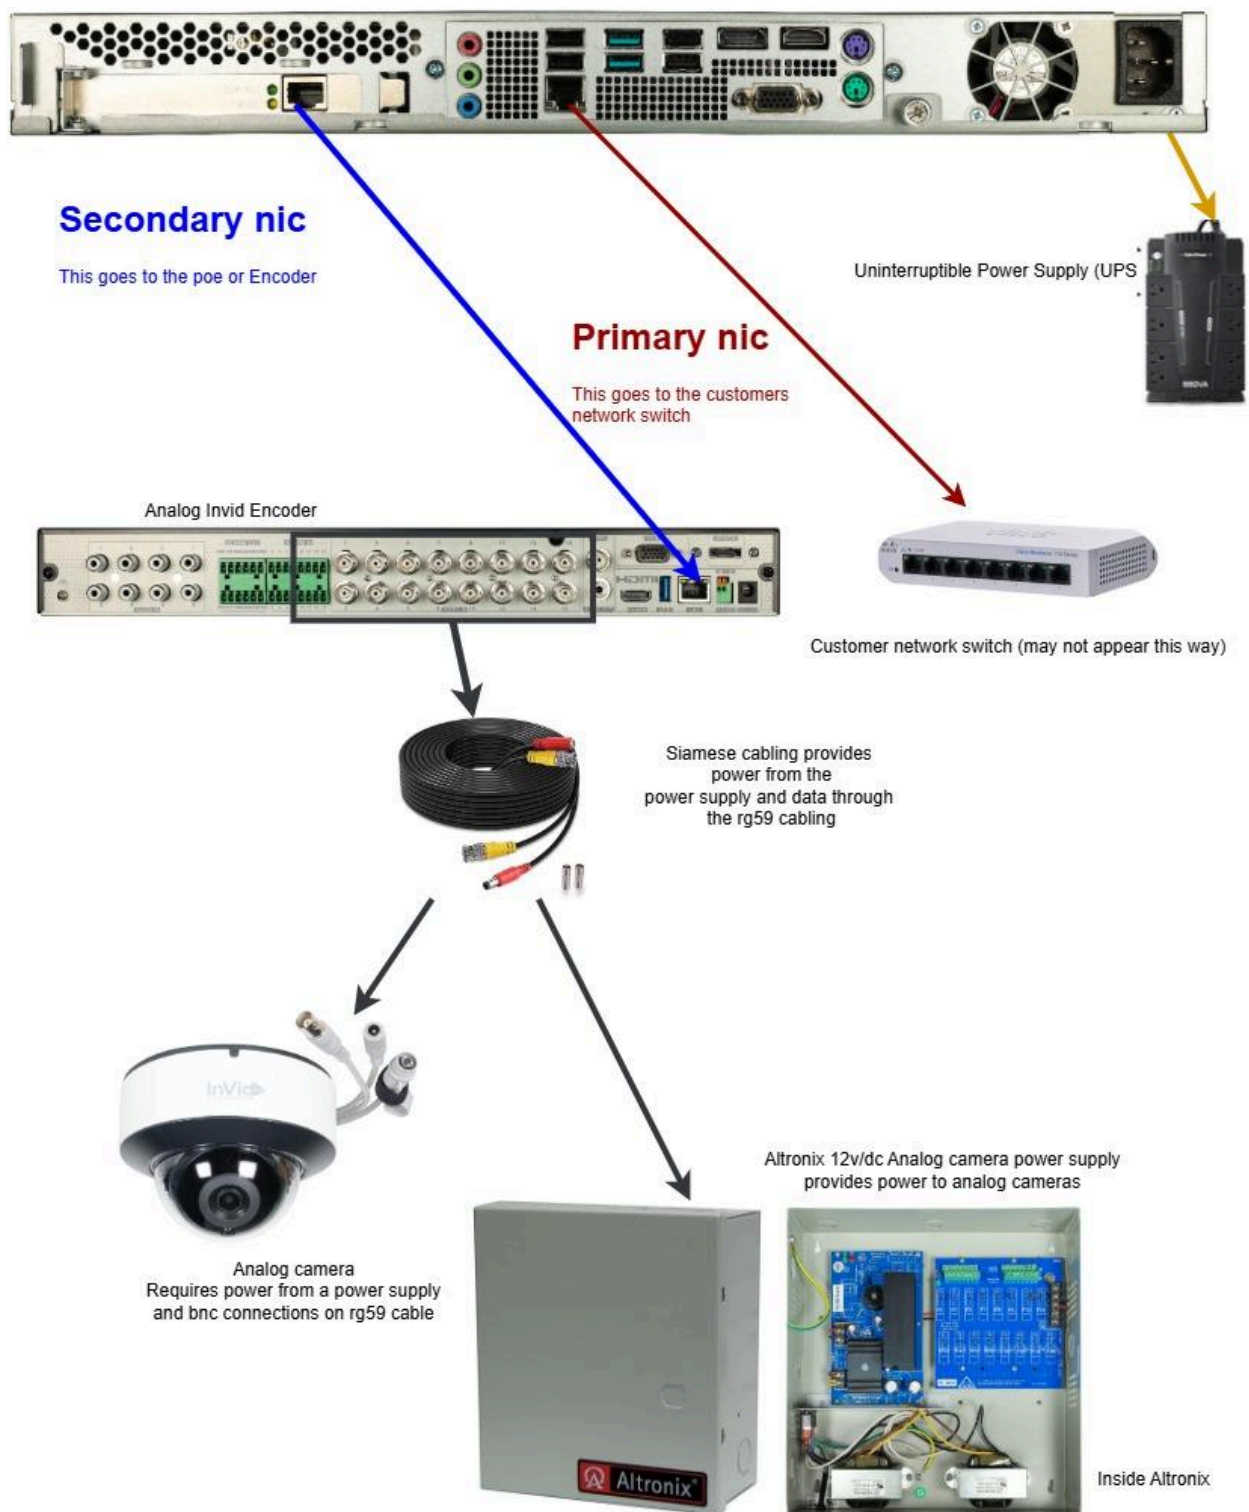 Secondary nic
This goes to the poe or Encoder
Uninterruptible Power Supply (UPS
Primary nic
This goes to the customers
network switch
Analog Invid Encoder
Customer network switch (may not appear this way)
Siamese cabling provides
power from the
power supply and data through
the rg59 cabling
InVid
Altronix 12v/dc Analog camera power supply
provides power to analog cameras
Analog camera
Requires power from a power supply
and bnc connections on rg59 cable
Altronix
Inside Altronix